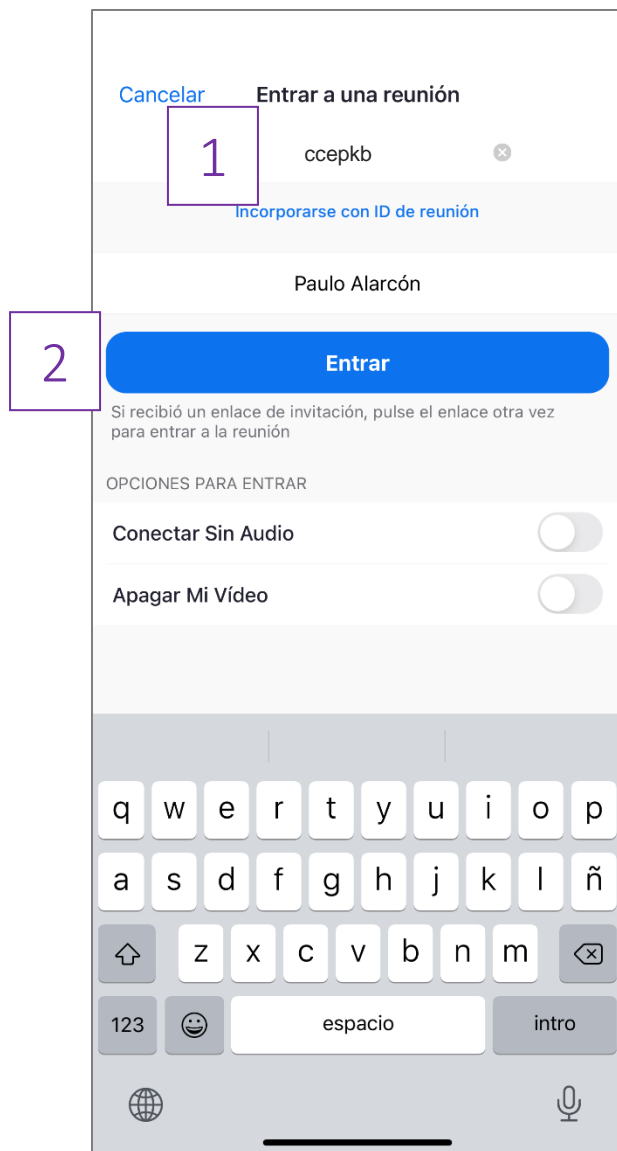 Cancelar Entrar a una reunión
1 ccepkb
Incorporarse con ID de reunión
Paulo Alarcón
2 Entrar
Si recibió un enlace de invitación, pulse el enlace otra vez
para entrar a la reunión
OPCIONES PARA ENTRAR
Conectar Sin Audio
Apagar Mi Vídeo
q w e r t y u i o p
a s d f g h j k l ñ
z x c v b n m
123 espacio intro